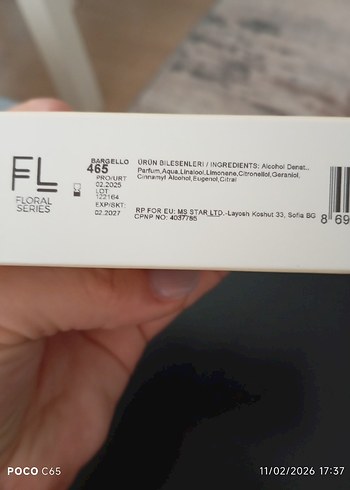 FL
FLORAL
SERIES
BARGELLO
465
PRO/URT
02.2025
LOT
122164
EXP/SKT:
02.2027
ÜRÜN BILESENLERI / INGREDIENTS: Alcohol Denat.,
Parfum,Aqua,Linalool,Limonene,Citronellol,Geraniol,
Cinnamyl Alcohol,Eugenol,Citral
RP FOR EU: MS STAR LTD.-Layosh Koshut 33, Sofia BG
CPNP NO: 4037785
8 69
POCO C65
11/02/2026 17:37